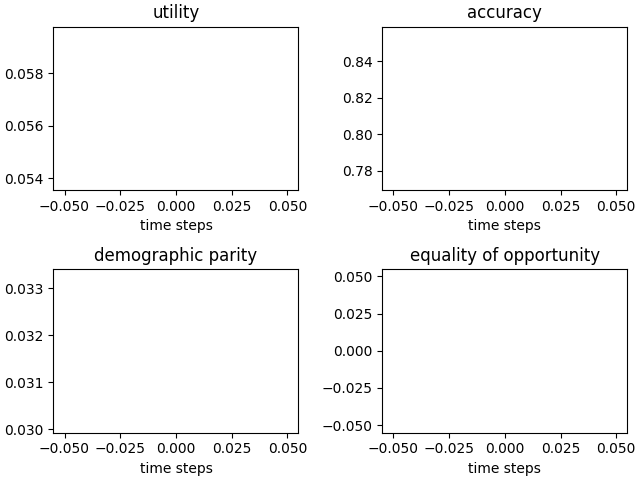 utility
0.058
0.056
0.054
−0.050 −0.025 0.000 0.025 0.050
time steps
accuracy
0.84
0.82
0.80
0.78
−0.050 −0.025 0.000 0.025 0.050
time steps
demographic parity
0.033
0.032
0.031
0.030
−0.050 −0.025 0.000 0.025 0.050
time steps
equality of opportunity
0.050
0.025
0.000
−0.025
−0.050
−0.050 −0.025 0.000 0.025 0.050
time steps